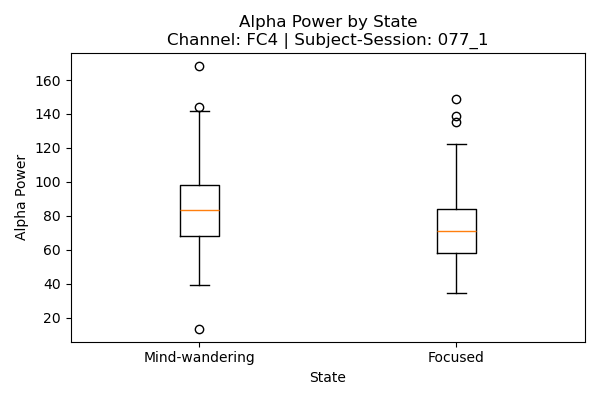 Alpha Power by State
Channel: FC4 | Subject-Session: 077_1
160
140
120
100
80
60
40
20
Alpha Power
Mind-wandering
Focused
State